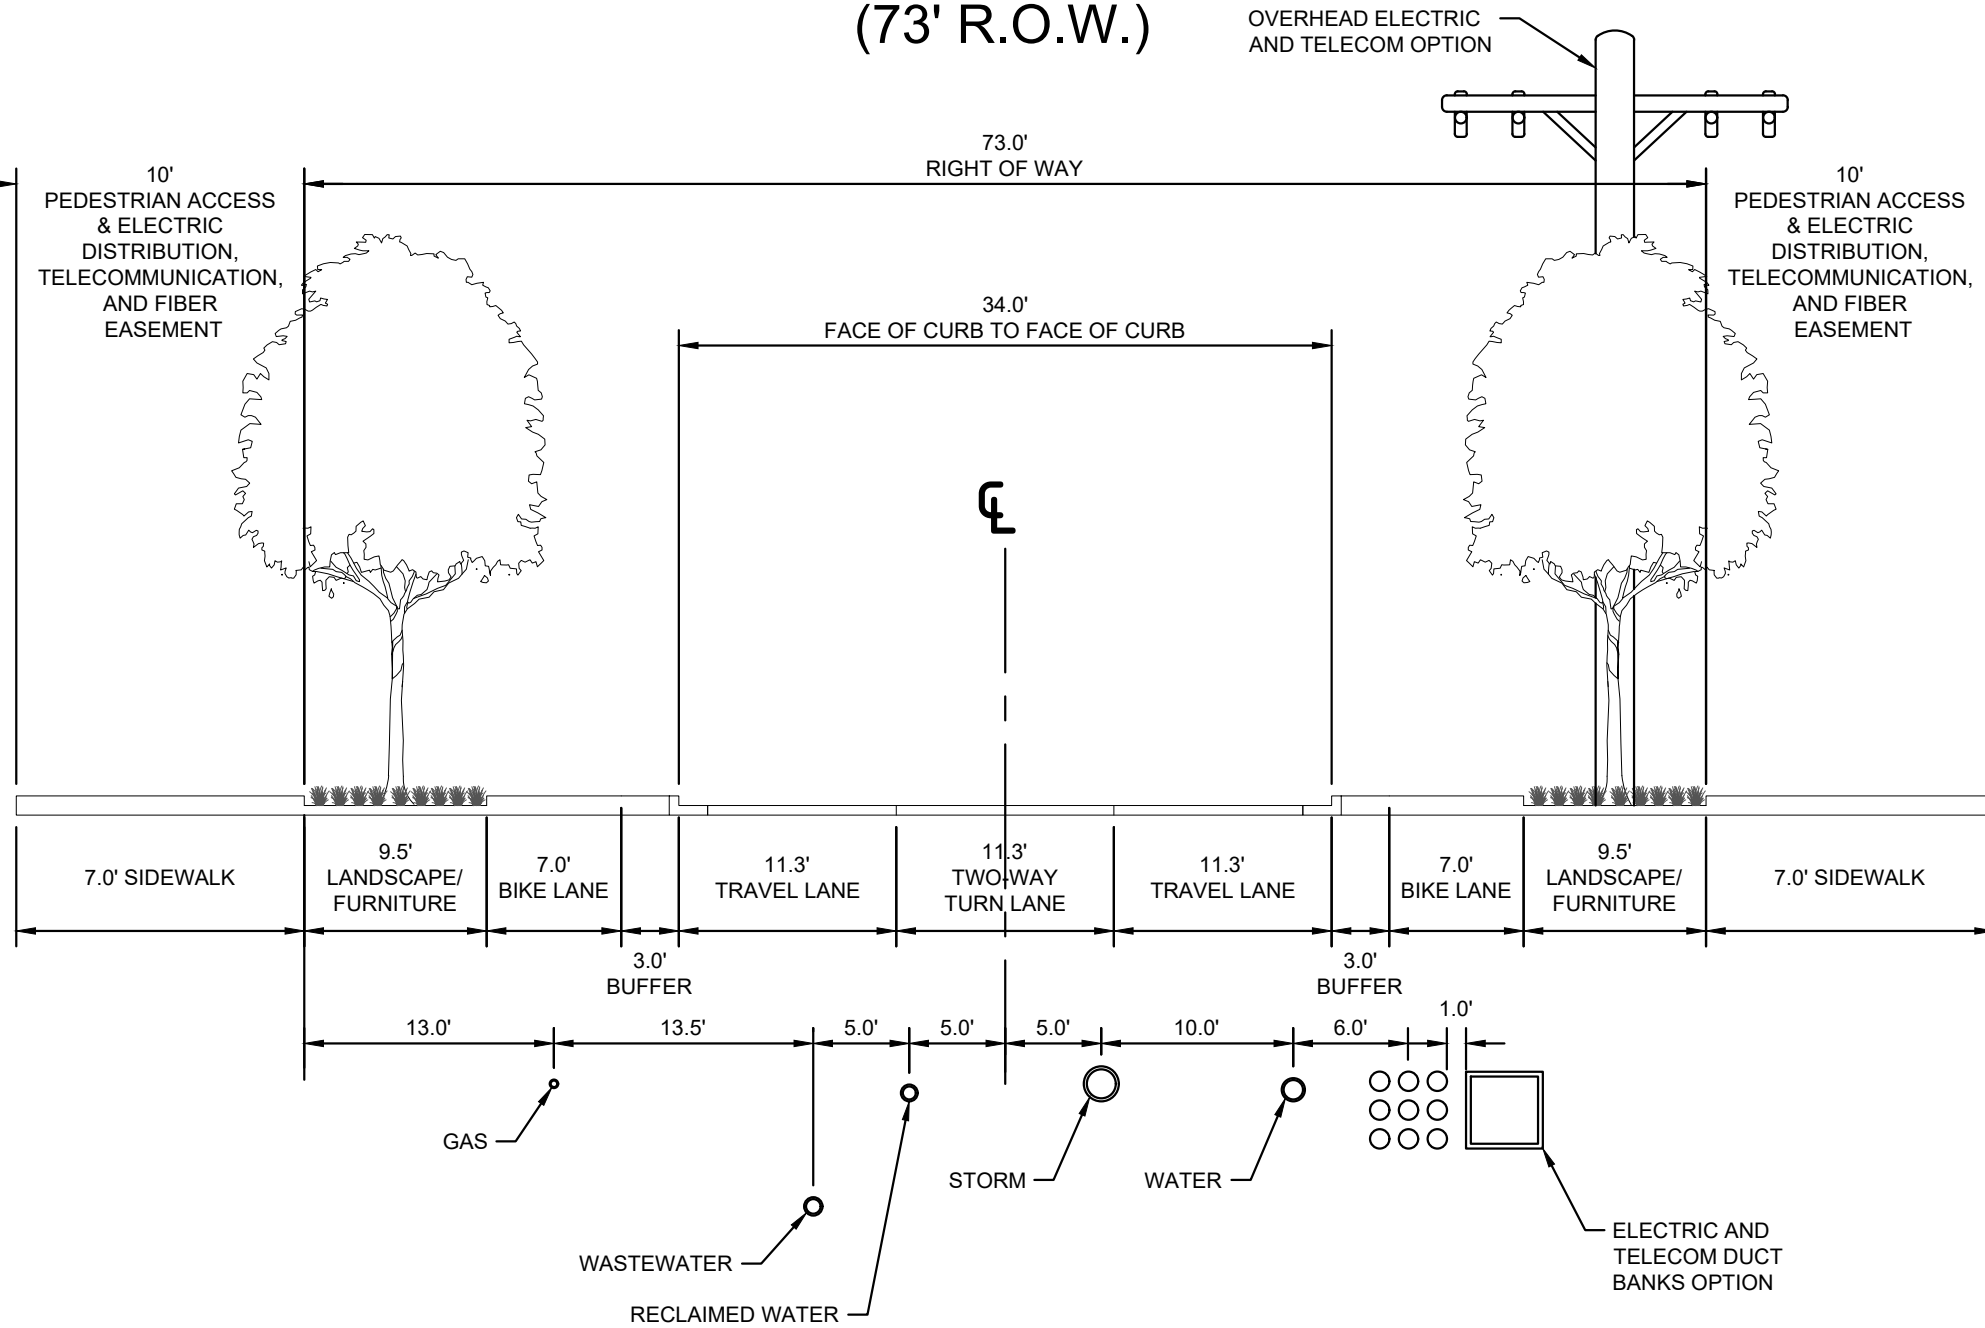 (73' R.O.W.)
OVERHEAD ELECTRIC
AND TELECOM OPTION
73.0'
RIGHT OF WAY
10'
PEDESTRIAN ACCESS
& ELECTRIC
DISTRIBUTION,
TELECOMMUNICATION,
AND FIBER
EASEMENT
10'
PEDESTRIAN ACCESS
& ELECTRIC
DISTRIBUTION,
TELECOMMUNICATION,
AND FIBER
EASEMENT
34.0'
FACE OF CURB TO FACE OF CURB
CL
7.0' SIDEWALK
9.5'
LANDSCAPE/
FURNITURE
7.0'
BIKE LANE
11.3'
TRAVEL LANE
11.3'
TWO-WAY
TURN LANE
11.3'
TRAVEL LANE
7.0'
BIKE LANE
9.5'
LANDSCAPE/
FURNITURE
7.0' SIDEWALK
3.0'
BUFFER
3.0'
BUFFER
13.0'
13.5'
5.0'
5.0'
5.0'
10.0'
6.0'
1.0'
GAS
STORM
WATER
WASTEWATER
RECLAIMED WATER
ELECTRIC AND
TELECOM DUCT
BANKS OPTION